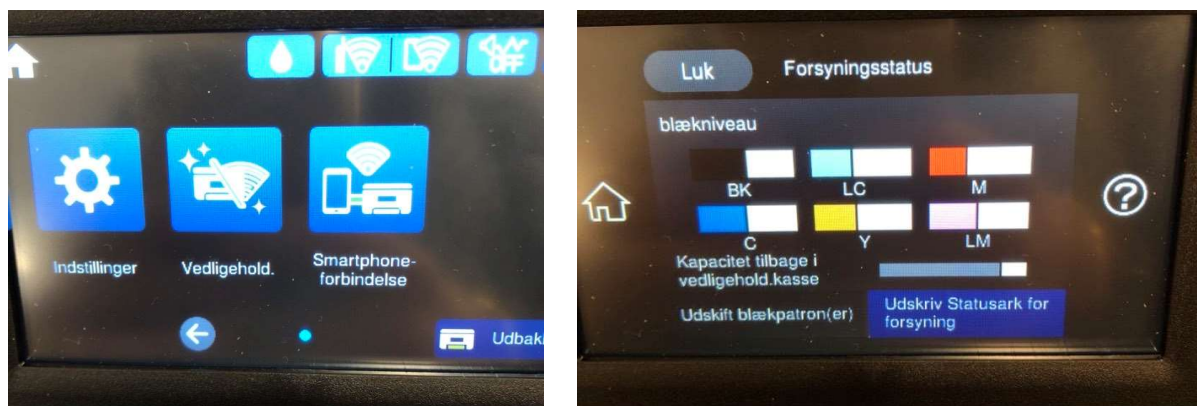 OFF
Indstillinger
Vedligehold.
Smartphone-
forbindelse
Udbak
Luk
Forsyningsstatus
blækniveau
BK
LC
M
C
Y
LM
Kapacitet tilbage i
vedligehold.kasse
Udskift blækpatron(er)
Udskriv Statusark for
forsyning
?